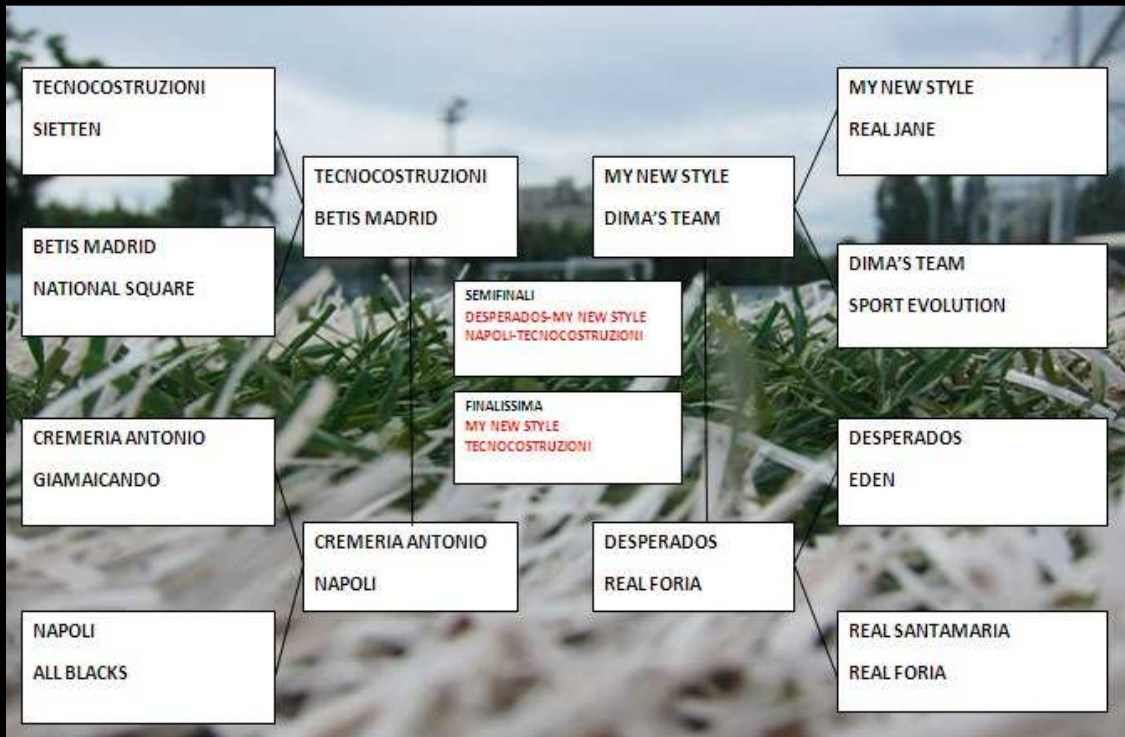 TECNOCOSTRUZIONI
SIETTEN
BETIS MADRID
NATIONAL SQUARE
CREMERIA ANTONIO
GIAMAICANDO
NAPOLI
ALL BLACKS
TECNOCOSTRUZIONI
BETIS MADRID
CREMERIA ANTONIO
NAPOLI
SEMIFINALI
DESPERADOS-MY NEW STYLE
NAPOLI-TECNOCOSTRUZIONI
FINALISSIMA
MY NEW STYLE
TECNOCOSTRUZIONI
MY NEW STYLE
DIMA'S TEAM
DESPERADOS
REAL FORIA
MY NEW STYLE
REAL JANE
DIMA'S TEAM
SPORT EVOLUTION
DESPERADOS
EDEN
REAL SANTAMARIA
REAL FORIA